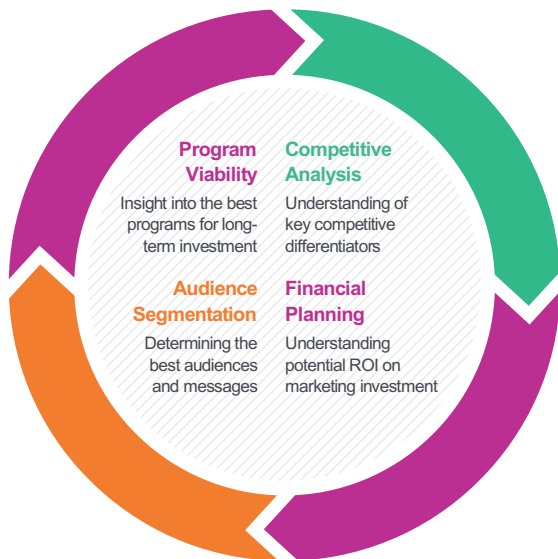 Program
Viability
Insight into the best
programs for long-
term investment
Competitive
Analysis
Understanding of
key competitive
differentiators
Audience
Segmentation
Determining the
best audiences
and messages
Financial
Planning
Understanding
potential ROI on
marketing investment